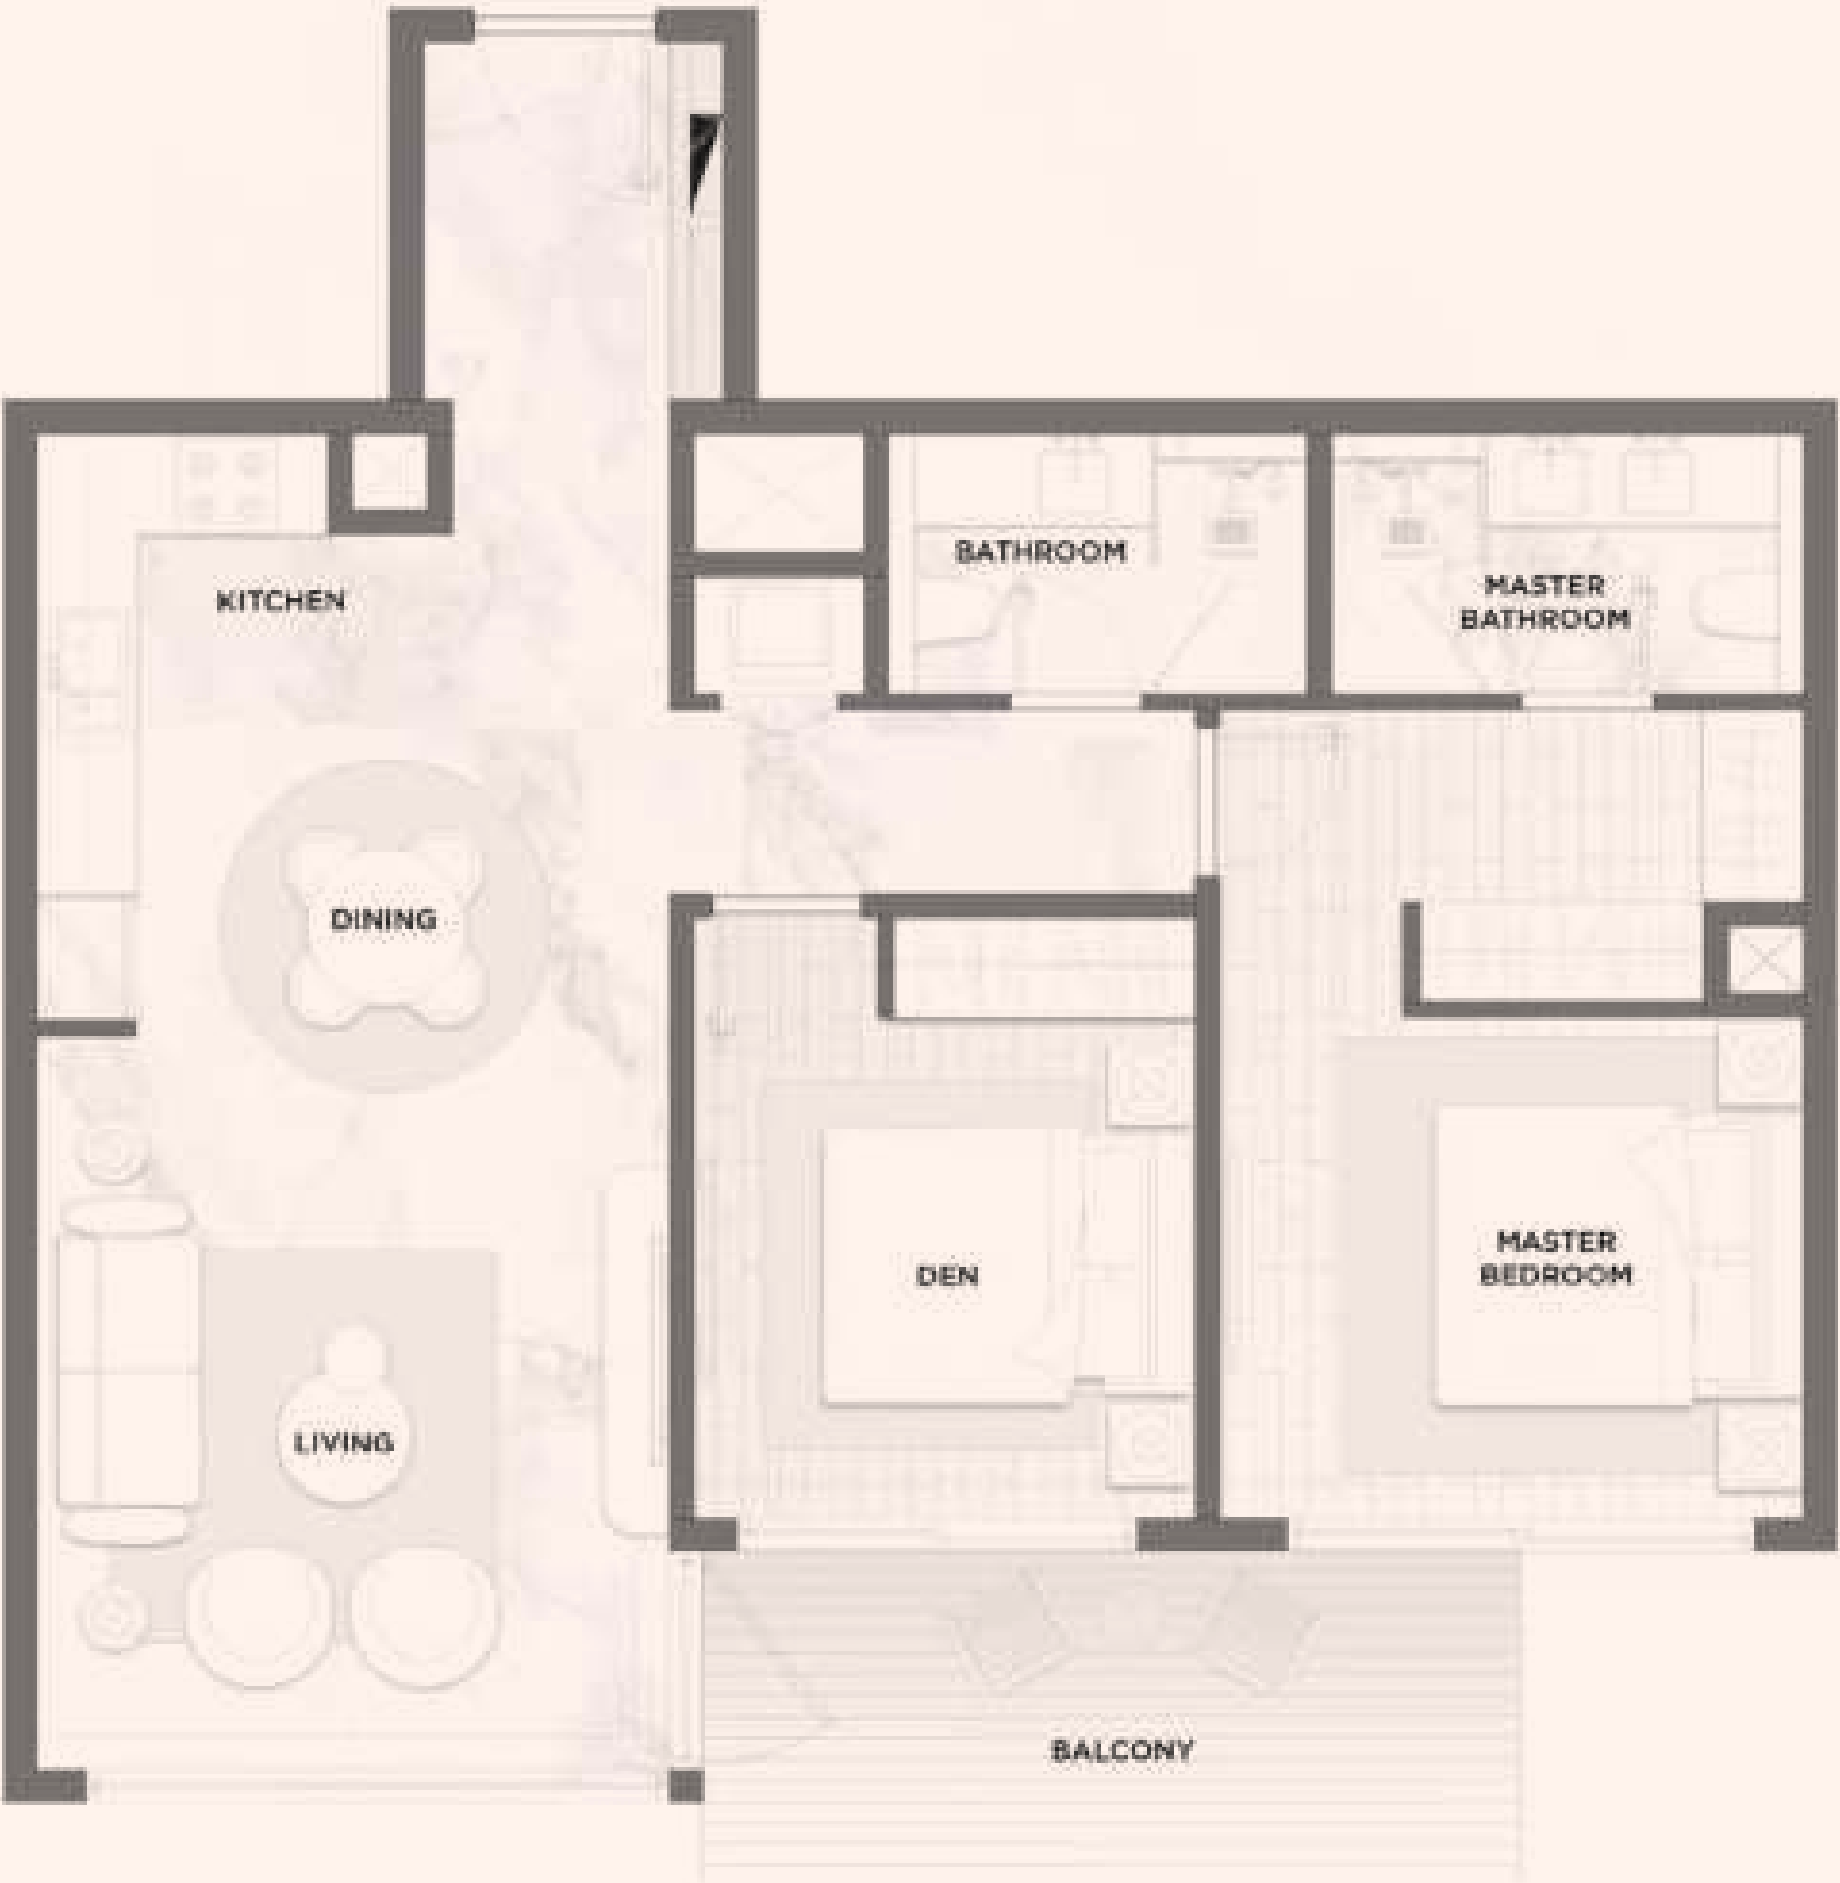 BATHROOM
MASTER
BATHROOM
KITCHEN
DINING
DEN
MASTER
BEDROOM
LIVING
BALCONY